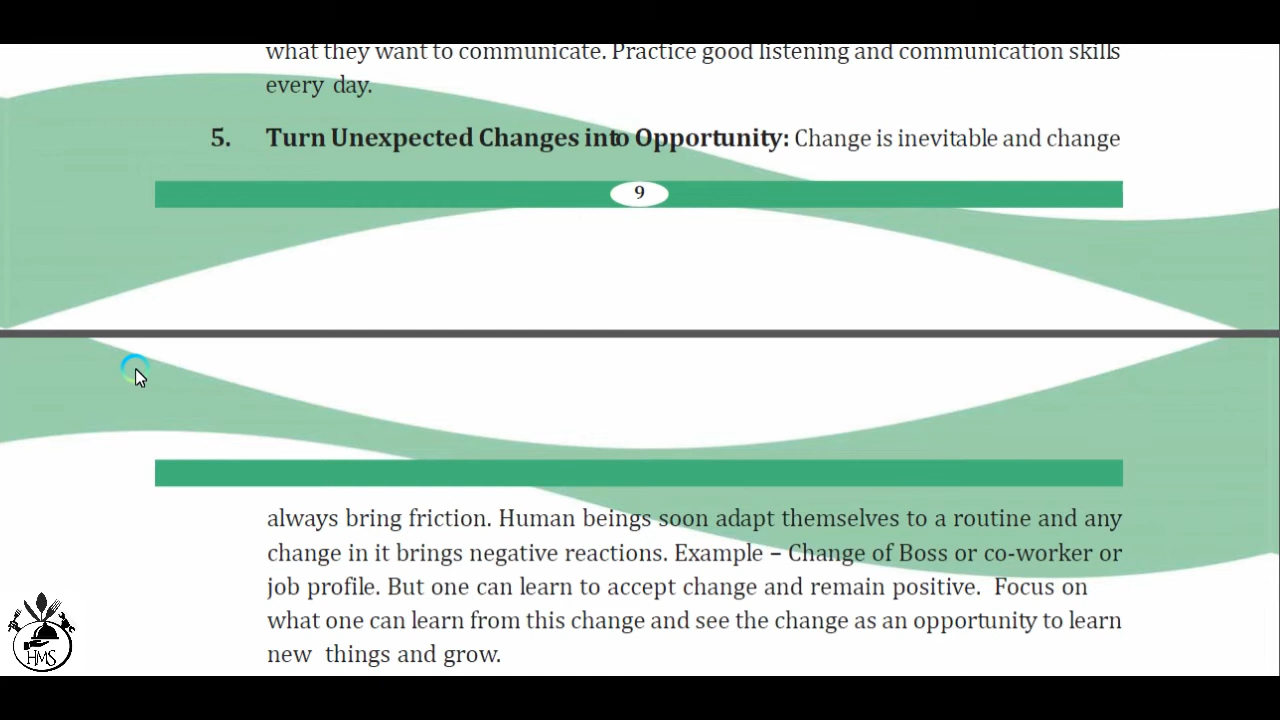 what they want to communicate. Practice good listening and communication skills
every day.
5. Turn Unexpected Changes into Opportunity: Change is inevitable and change
9
always bring friction. Human beings soon adapt themselves to a routine and any
change in it brings negative reactions. Example – Change of Boss or co-worker or
job profile. But one can learn to accept change and remain positive. Focus on
what one can learn from this change and see the change as an opportunity to learn
new things and grow.
HMS